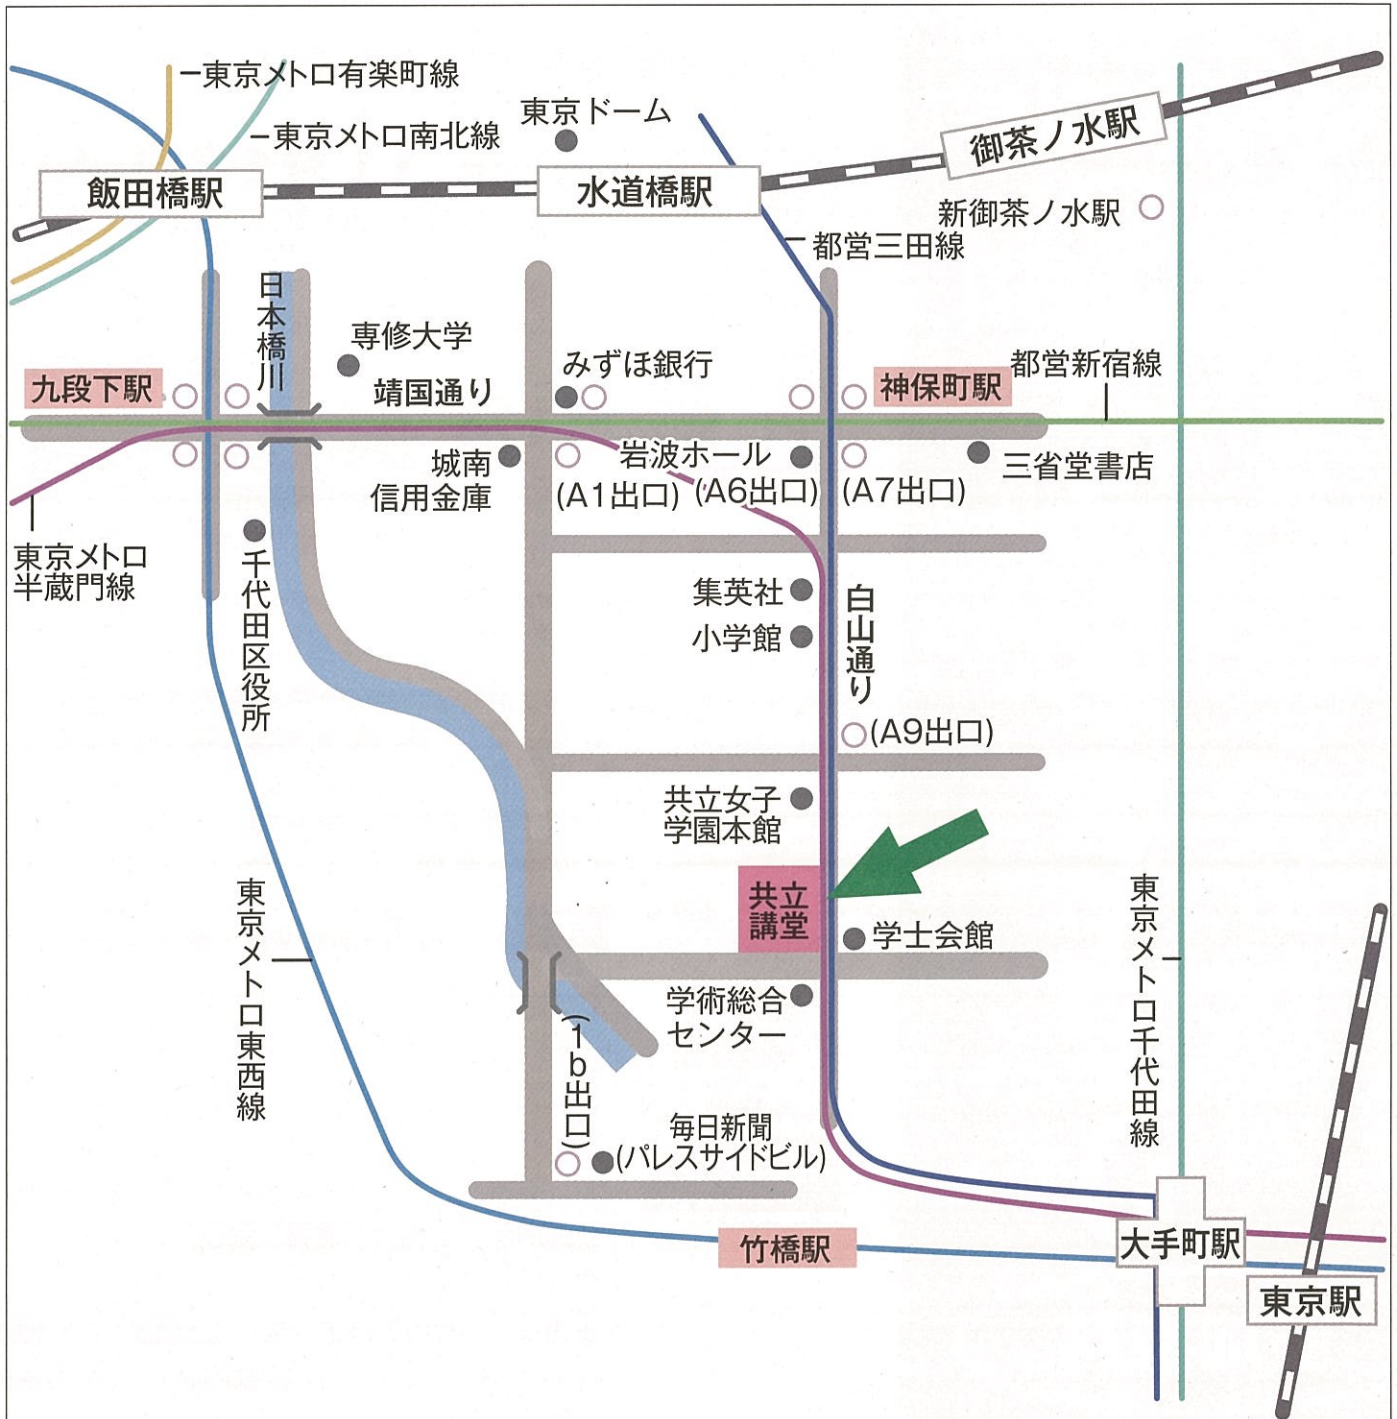 東京メトロ有楽町線
東京メトロ南北線
東京ドーム
御茶ノ水駅
飯田橋駅
水道橋駅
新御茶ノ水駅
都営三田線
日本橋川
専修大学
みずほ銀行
都営新宿線
九段下駅
靖国通り
神保町駅
城南
信用金庫
岩波ホール
三省堂書店
(A1出口)
(A6出口)
(A7出口)
東京メトロ
半蔵門線
千代田区役所
集英社
小学館
白山通り
(A9出口)
共立女子
学園本館
共立
講堂
学士会館
東京メトロ東西線
東京メトロ千代田線
学術総合
センター
(1b出口)
毎日新聞
(パレスサイドビル)
竹橋駅
大手町駅
東京駅